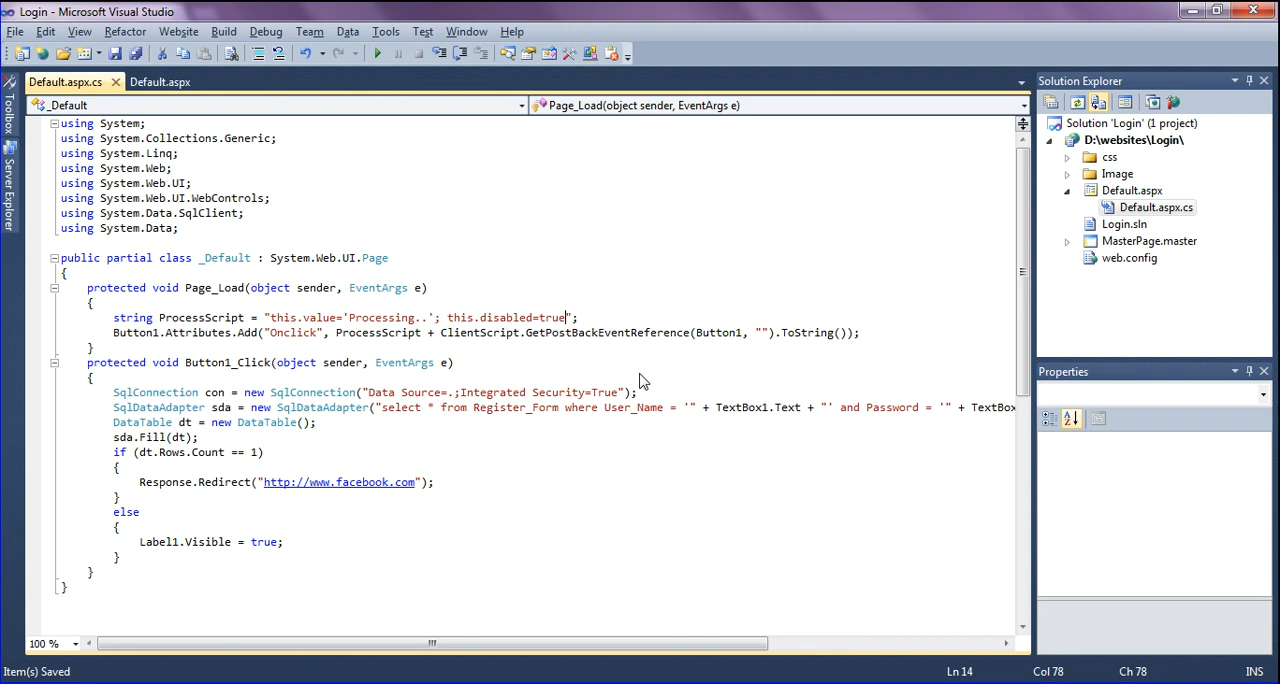 Login - Microsoft Visual Studio
File Edit View Refactor Website Build Debug Team Data Tools Test Window Help
Default.aspx.cs Default.aspx
_Default Page_Load(object sender, EventArgs e)
Toolbox
Server Explorer
using System;
using System.Collections.Generic;
using System.Linq;
using System.Web;
using System.Web.UI;
using System.Web.UI.WebControls;
using System.Data.SqlClient;
using System.Data;
public partial class _Default : System.Web.UI.Page
{
protected void Page_Load(object sender, EventArgs e)
{
string ProcessScript = "this.value='Processing..'; this.disabled=true";
Button1.Attributes.Add("Onclick", ProcessScript + ClientScript.GetPostBackEventReference(Button1, "").ToString());
}
protected void Button1_Click(object sender, EventArgs e)
{
SqlConnection con = new SqlConnection("Data Source=.;Integrated Security=True");
SqlDataAdapter sda = new SqlDataAdapter("select * from Register_Form where User_Name = '" + TextBox1.Text + "' and Password = '" + TextBox
DataTable dt = new DataTable();
sda.Fill(dt);
if (dt.Rows.Count == 1)
{
Response.Redirect("http://www.facebook.com");
}
else
{
Label1.Visible = true;
}
}
}
100 %
Solution Explorer
Solution 'Login' (1 project)
D:\websites\Login\
css
Image
Default.aspx
Default.aspx.cs
Login.sln
MasterPage.master
web.config
Properties
Item(s) Saved Ln 14 Col 78 Ch 78 INS